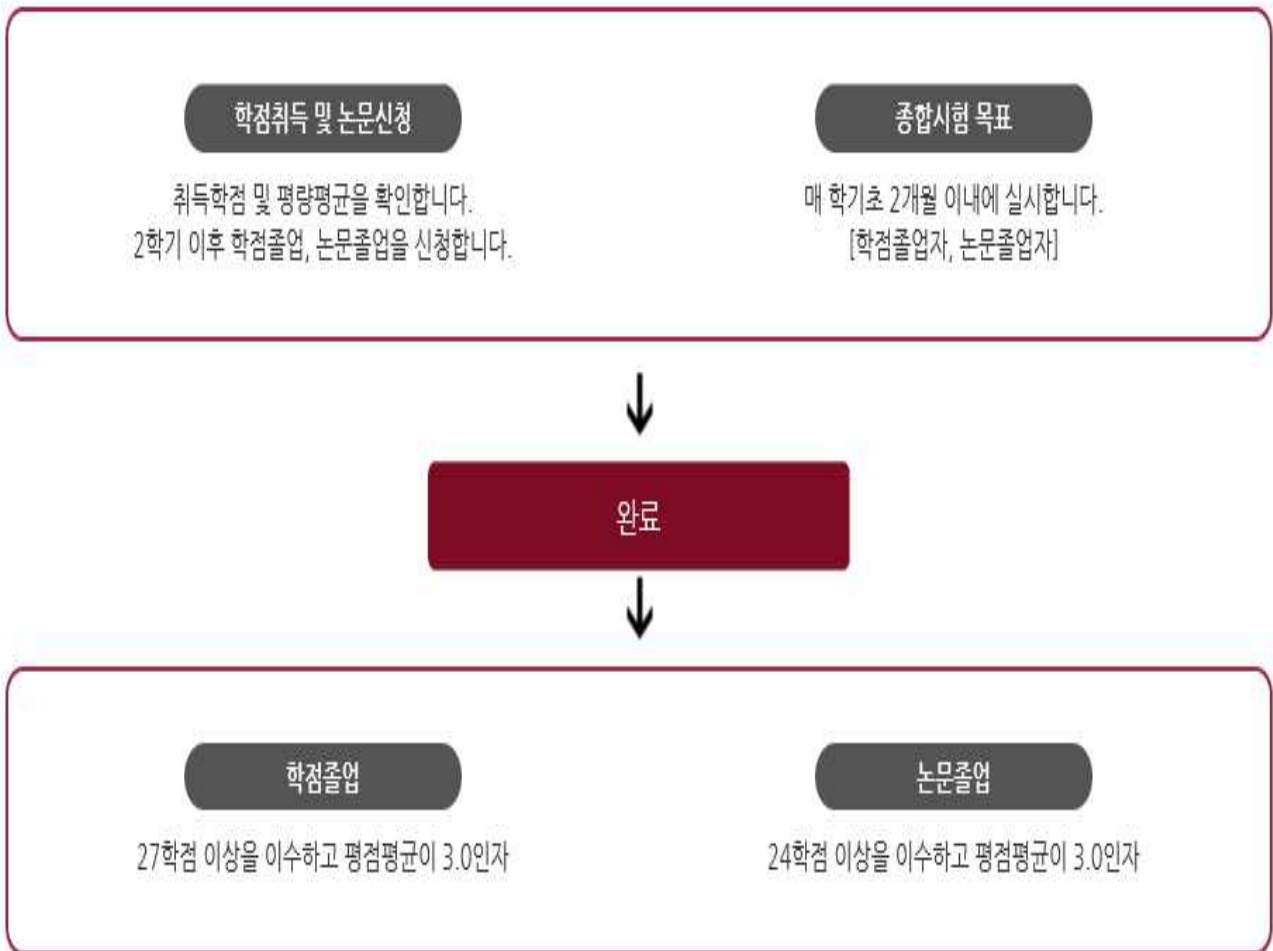 학점취득 및 논문신청
취득학점 및 평량평균을 확인합니다.
2학기 이후 학점졸업, 논문졸업을 신청합니다.
종합시험 목표
매 학기초 2개월 이내에 실시합니다.
[학점졸업자, 논문졸업자]
완료
학점졸업
27학점 이상을 이수하고 평점평균이 3.0인자
논문졸업
24학점 이상을 이수하고 평점평균이 3.0인자